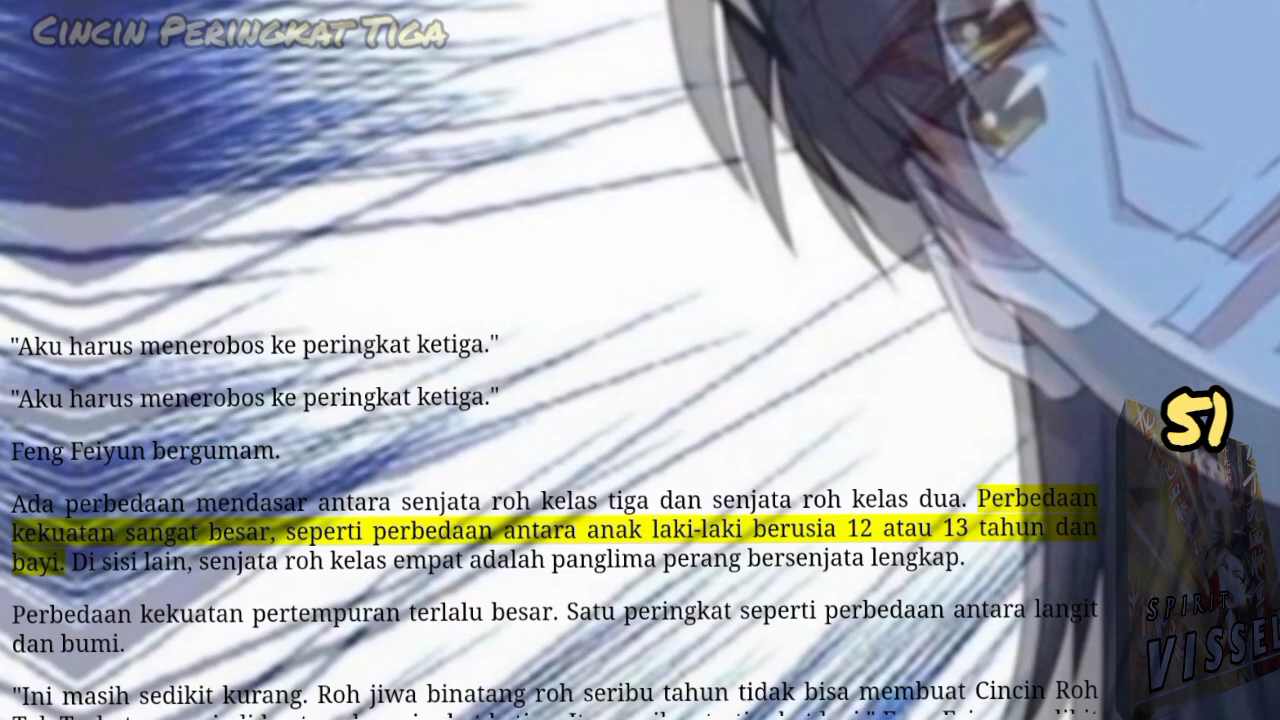 Cincin Peringkat Tiga
"Aku harus menerobos ke peringkat ketiga."
"Aku harus menerobos ke peringkat ketiga."
Feng Feiyun bergumam.
Ada perbedaan mendasar antara senjata roh kelas tiga dan senjata roh kelas dua. Perbedaan
kekuatan sangat besar, seperti perbedaan antara anak laki-laki berusia 12 atau 13 tahun dan
bayi. Di sisi lain, senjata roh kelas empat adalah panglima perang bersenjata lengkap.
Perbedaan kekuatan pertempuran terlalu besar. Satu peringkat seperti perbedaan antara langit
dan bumi.
"Ini masih sedikit kurang. Roh jiwa binatang roh seribu tahun tidak bisa membuat Cincin Roh
51
SPIRIT
VISSEL